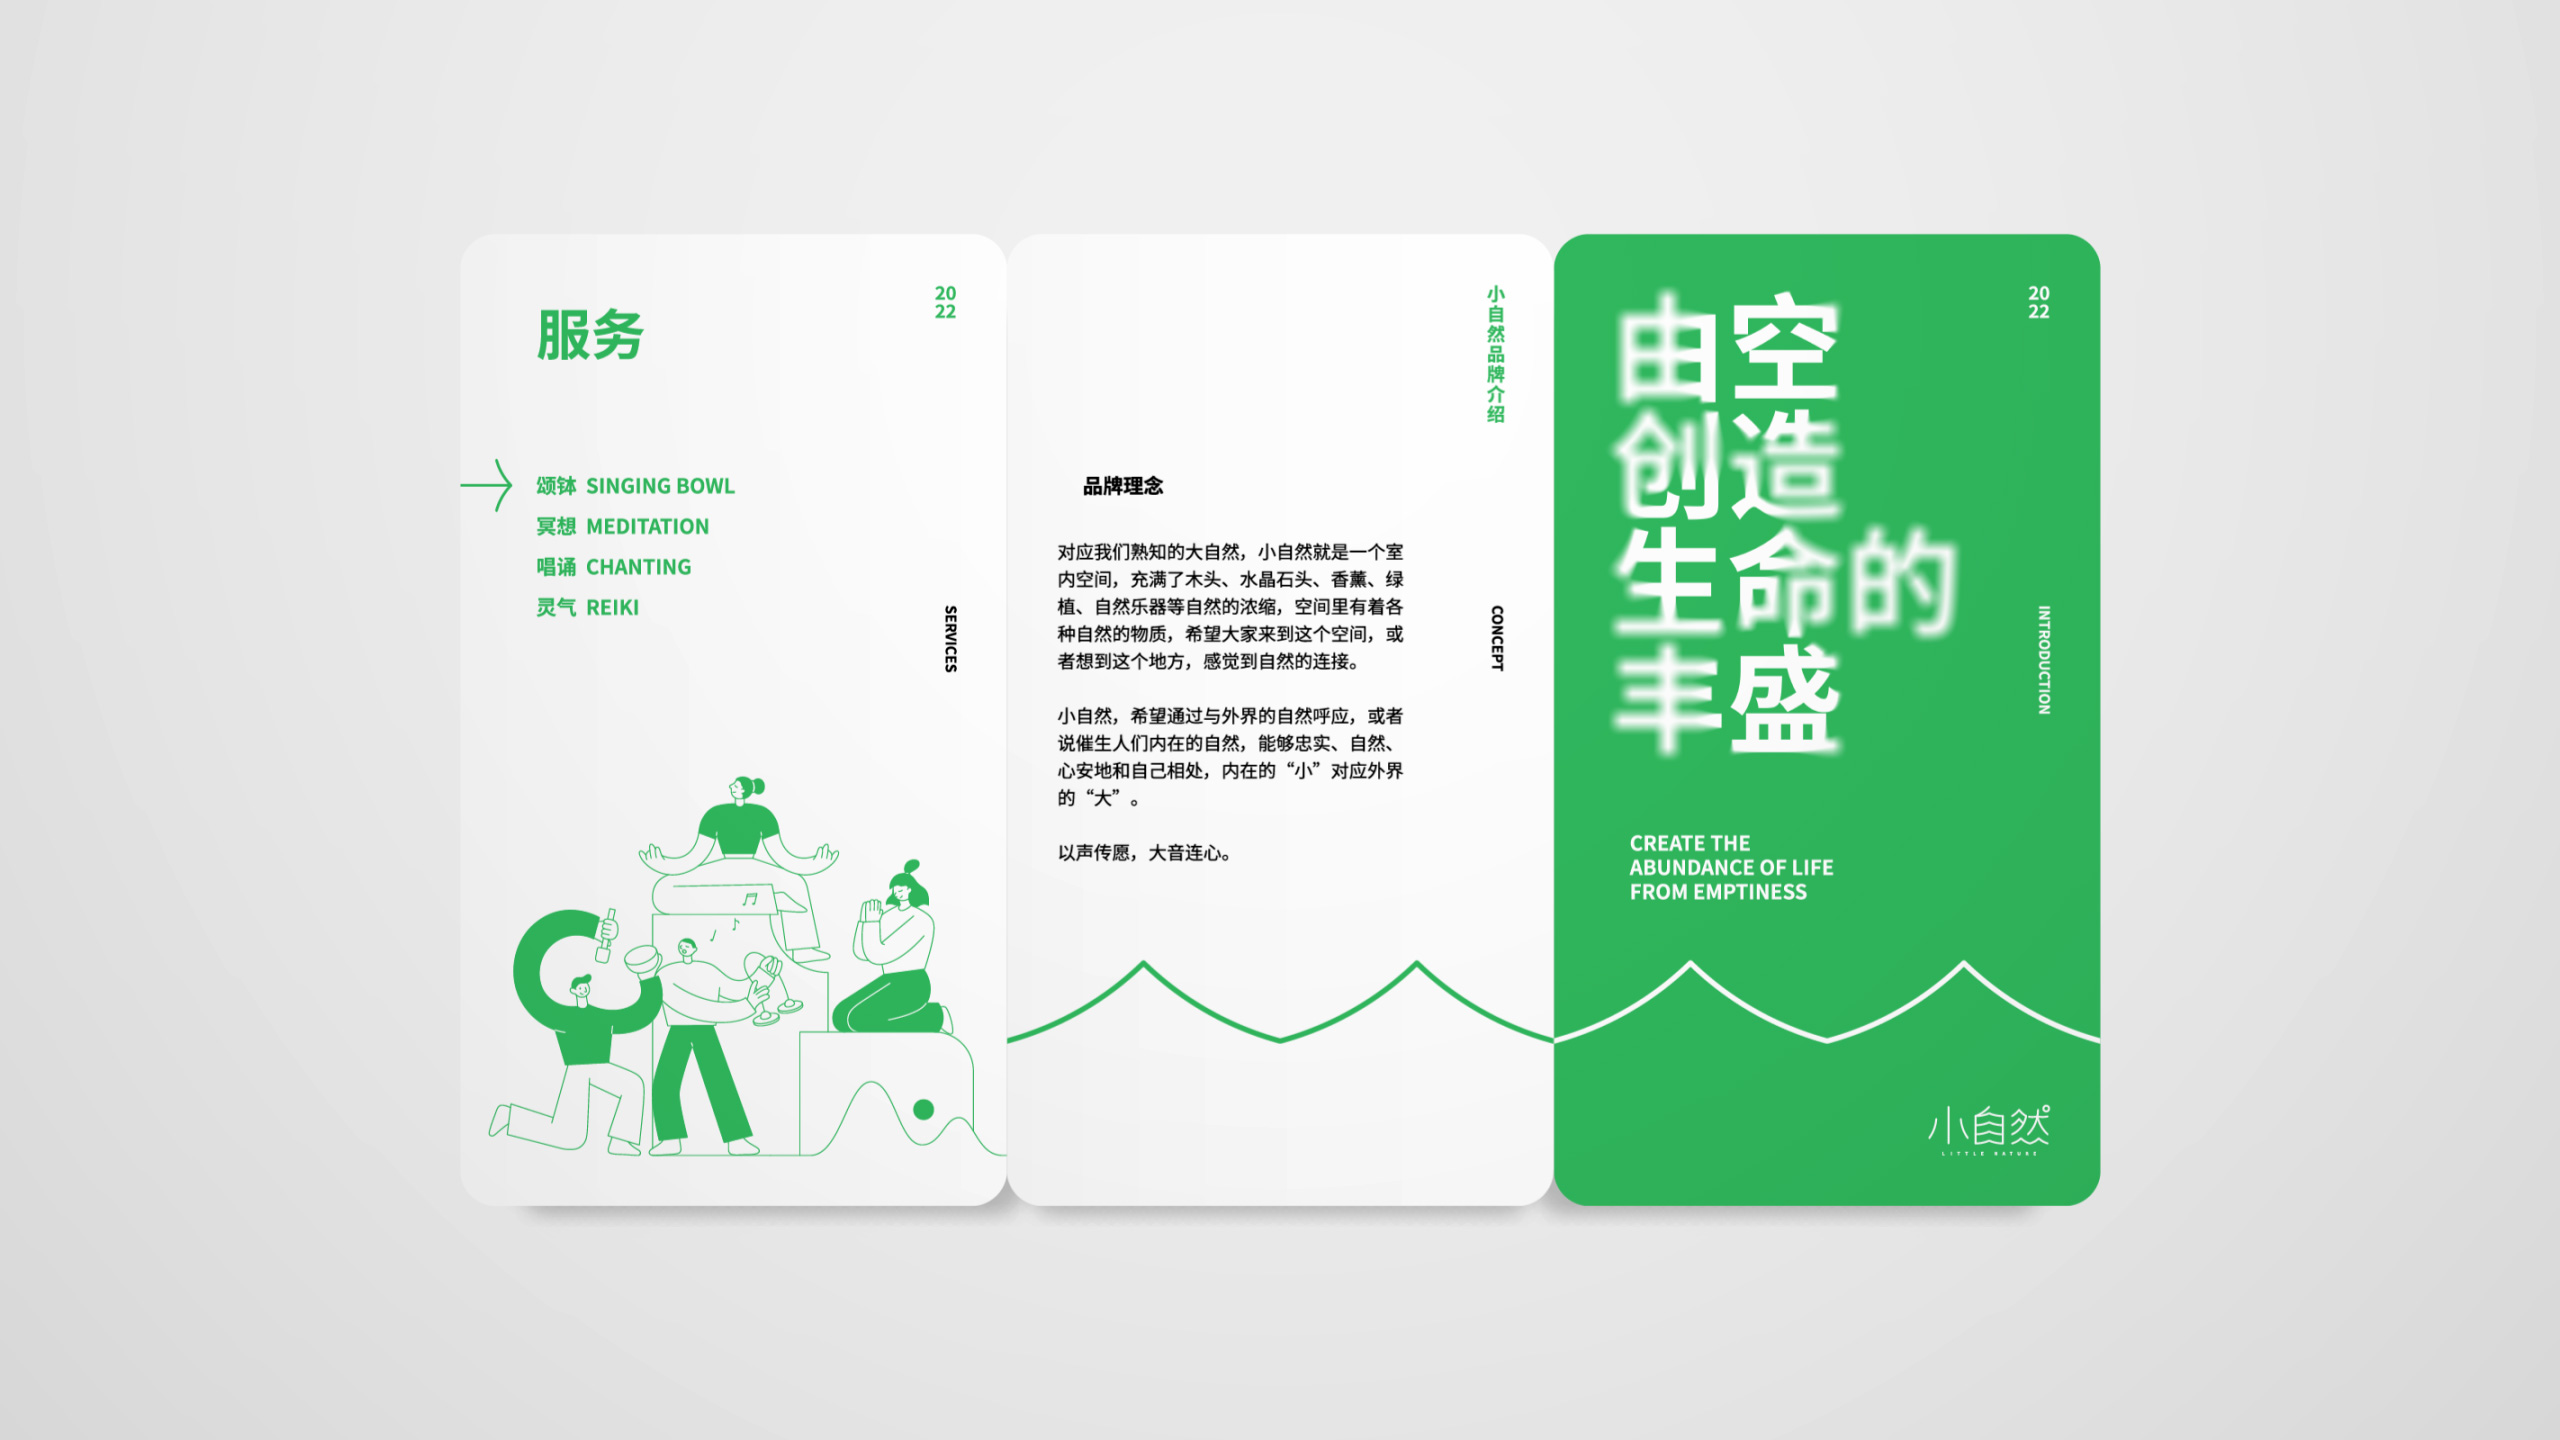 服务
20
22
颂钵 SINGING BOWL
冥想 MEDITATION
唱诵 CHANTING
灵气 REIKI
SERVICES
小自然品牌介绍
品牌理念
对应我们熟知的大自然，小自然就是一个室
内空间，充满了木头、水晶石头、香薰、绿
植、自然乐器等自然的浓缩，空间里有着各
种自然的物质，希望大家来到这个空间，或
者想到这个地方，感觉到自然的连接。
小自然，希望通过与外界的自然呼应，或者
说催生人们内在的自然，能够忠实、自然、
心安地和自己相处，内在的“小”对应外界
的“大”。
以声传愿，大音连心。
CONCEPT
由空
创造
生命的
丰盛
20
22
INTRODUCTION
CREATE THE
ABUNDANCE OF LIFE
FROM EMPTINESS
小自然
LITTLE NATURE